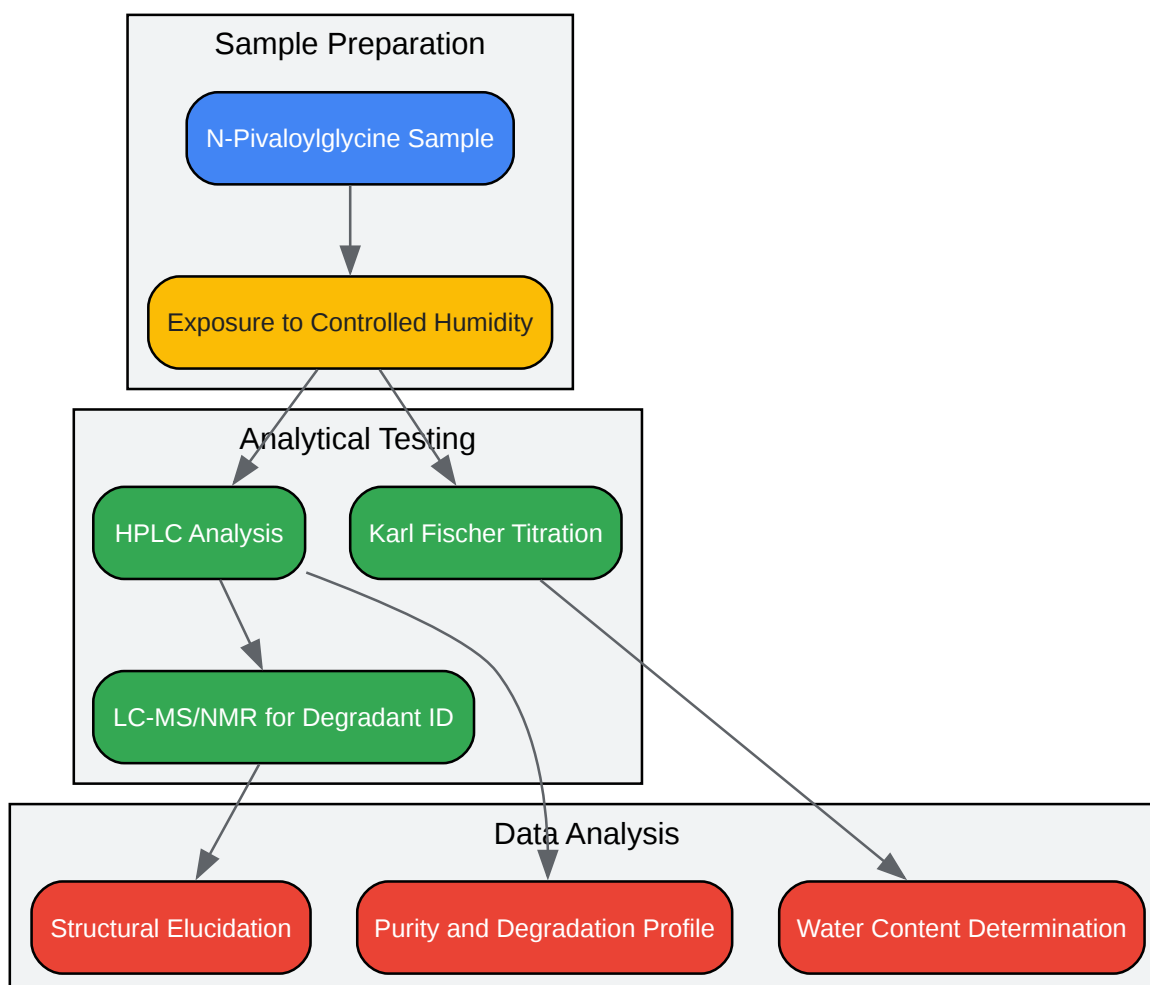 Sample Preparation
N-Pivaloylglycine Sample
Exposure to Controlled Humidity
Analytical Testing
HPLC Analysis
Karl Fischer Titration
LC-MS/NMR for Degradant ID
Data Analysis
Structural Elucidation
Purity and Degradation Profile
Water Content Determination